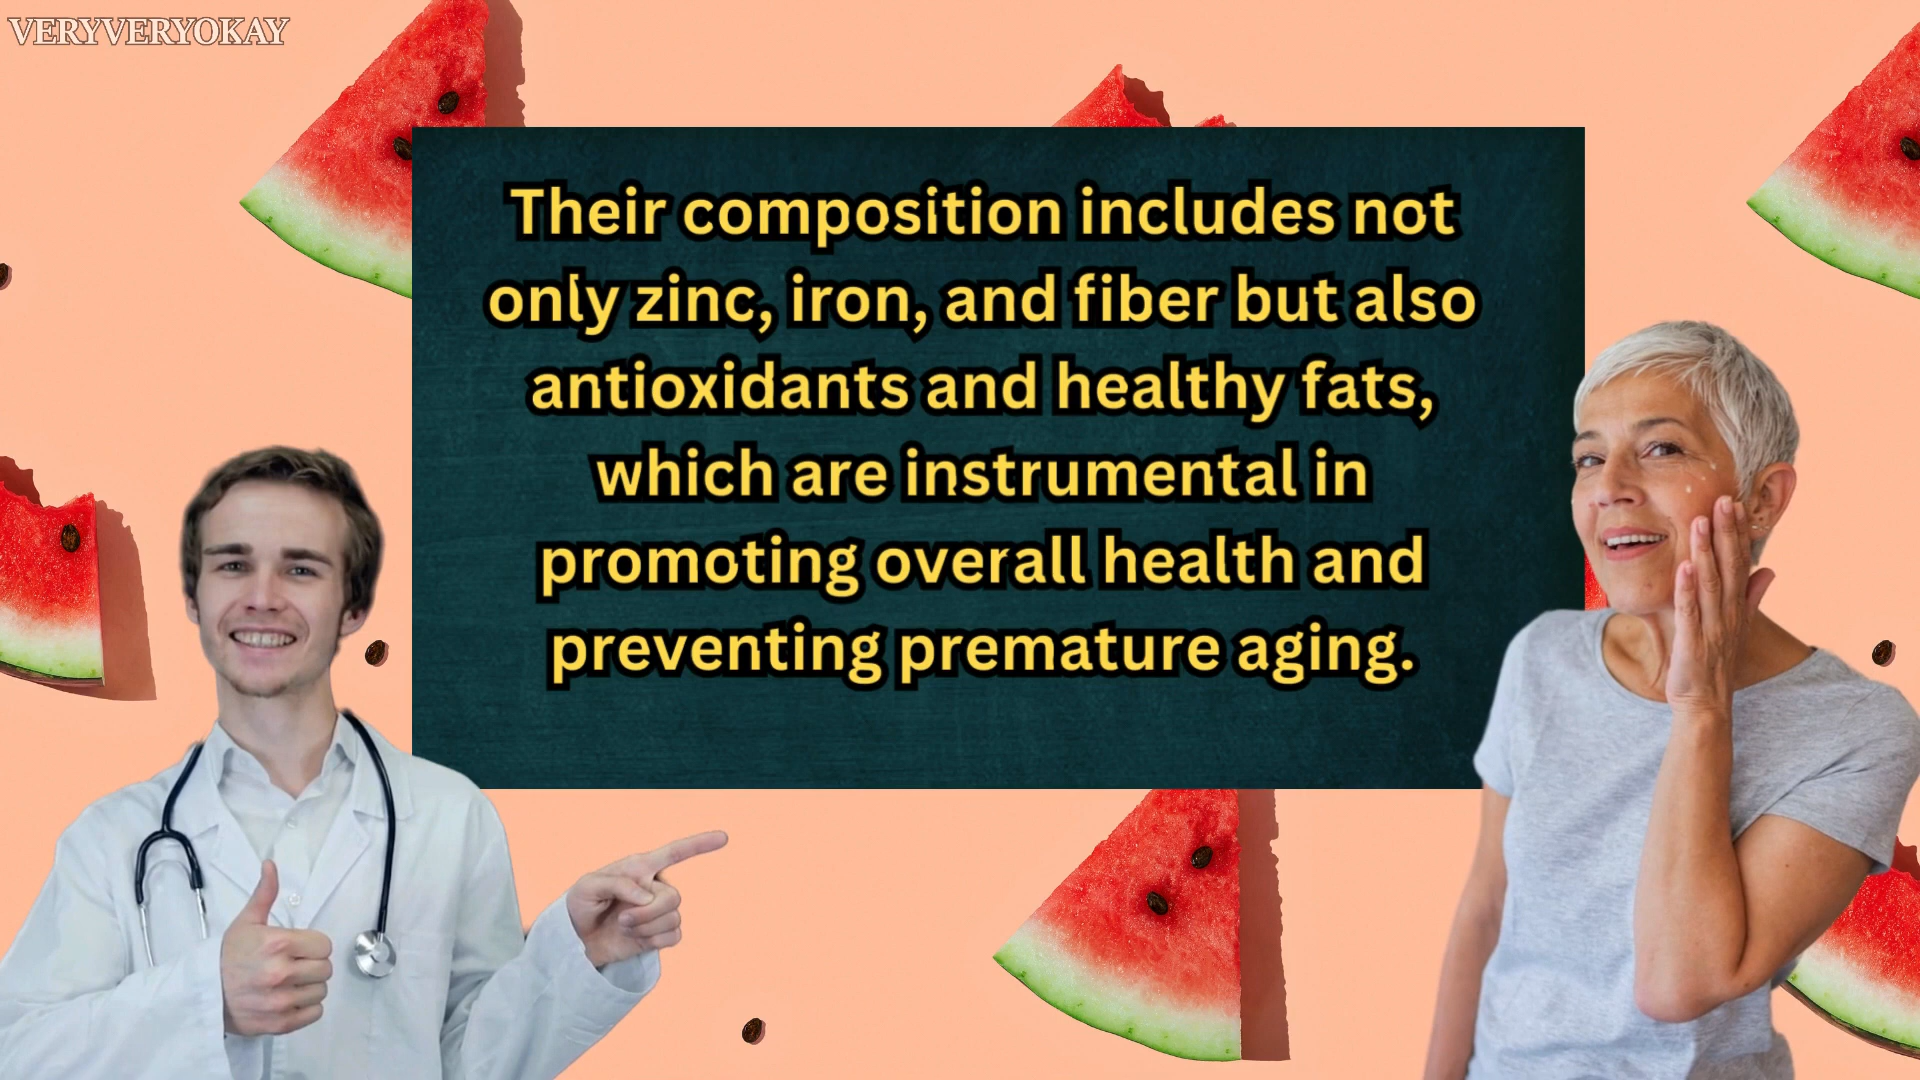 VERYVERYOKAY
Their composition includes not
only zinc, iron, and fiber but also
antioxidants and healthy fats,
which are instrumental in
promoting overall health and
preventing premature aging.